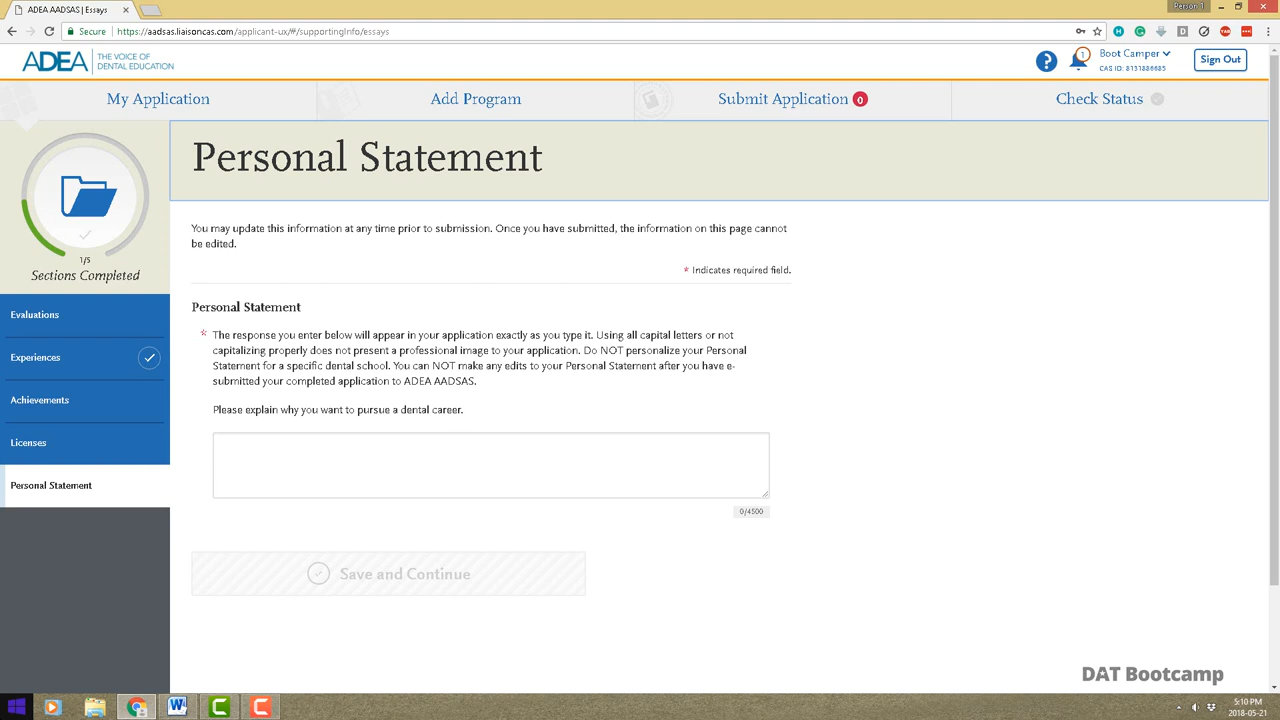 ADEA AADSAS | Essays
Person 1
Secure
https://aadsas.liaisoncas.com/applicant-ux/#/supportingInfo/essays
ADEA THE VOICE OF
DENTAL EDUCATION
?
1
Boot Camper
CAS ID: 8131886685
Sign Out
My Application
Add Program
Submit Application 0
Check Status
1/5
Sections Completed
Evaluations
Experiences
Achievements
Licenses
Personal Statement
Personal Statement
You may update this information at any time prior to submission. Once you have submitted, the information on this page cannot
be edited.
* Indicates required field.
Personal Statement
* The response you enter below will appear in your application exactly as you type it. Using all capital letters or not
capitalizing properly does not present a professional image to your application. Do NOT personalize your Personal
Statement for a specific dental school. You can NOT make any edits to your Personal Statement after you have e-
submitted your completed application to ADEA AADSAS.
Please explain why you want to pursue a dental career.
0/4500
Save and Continue
DAT Bootcamp
5:10 PM
2018-05-21